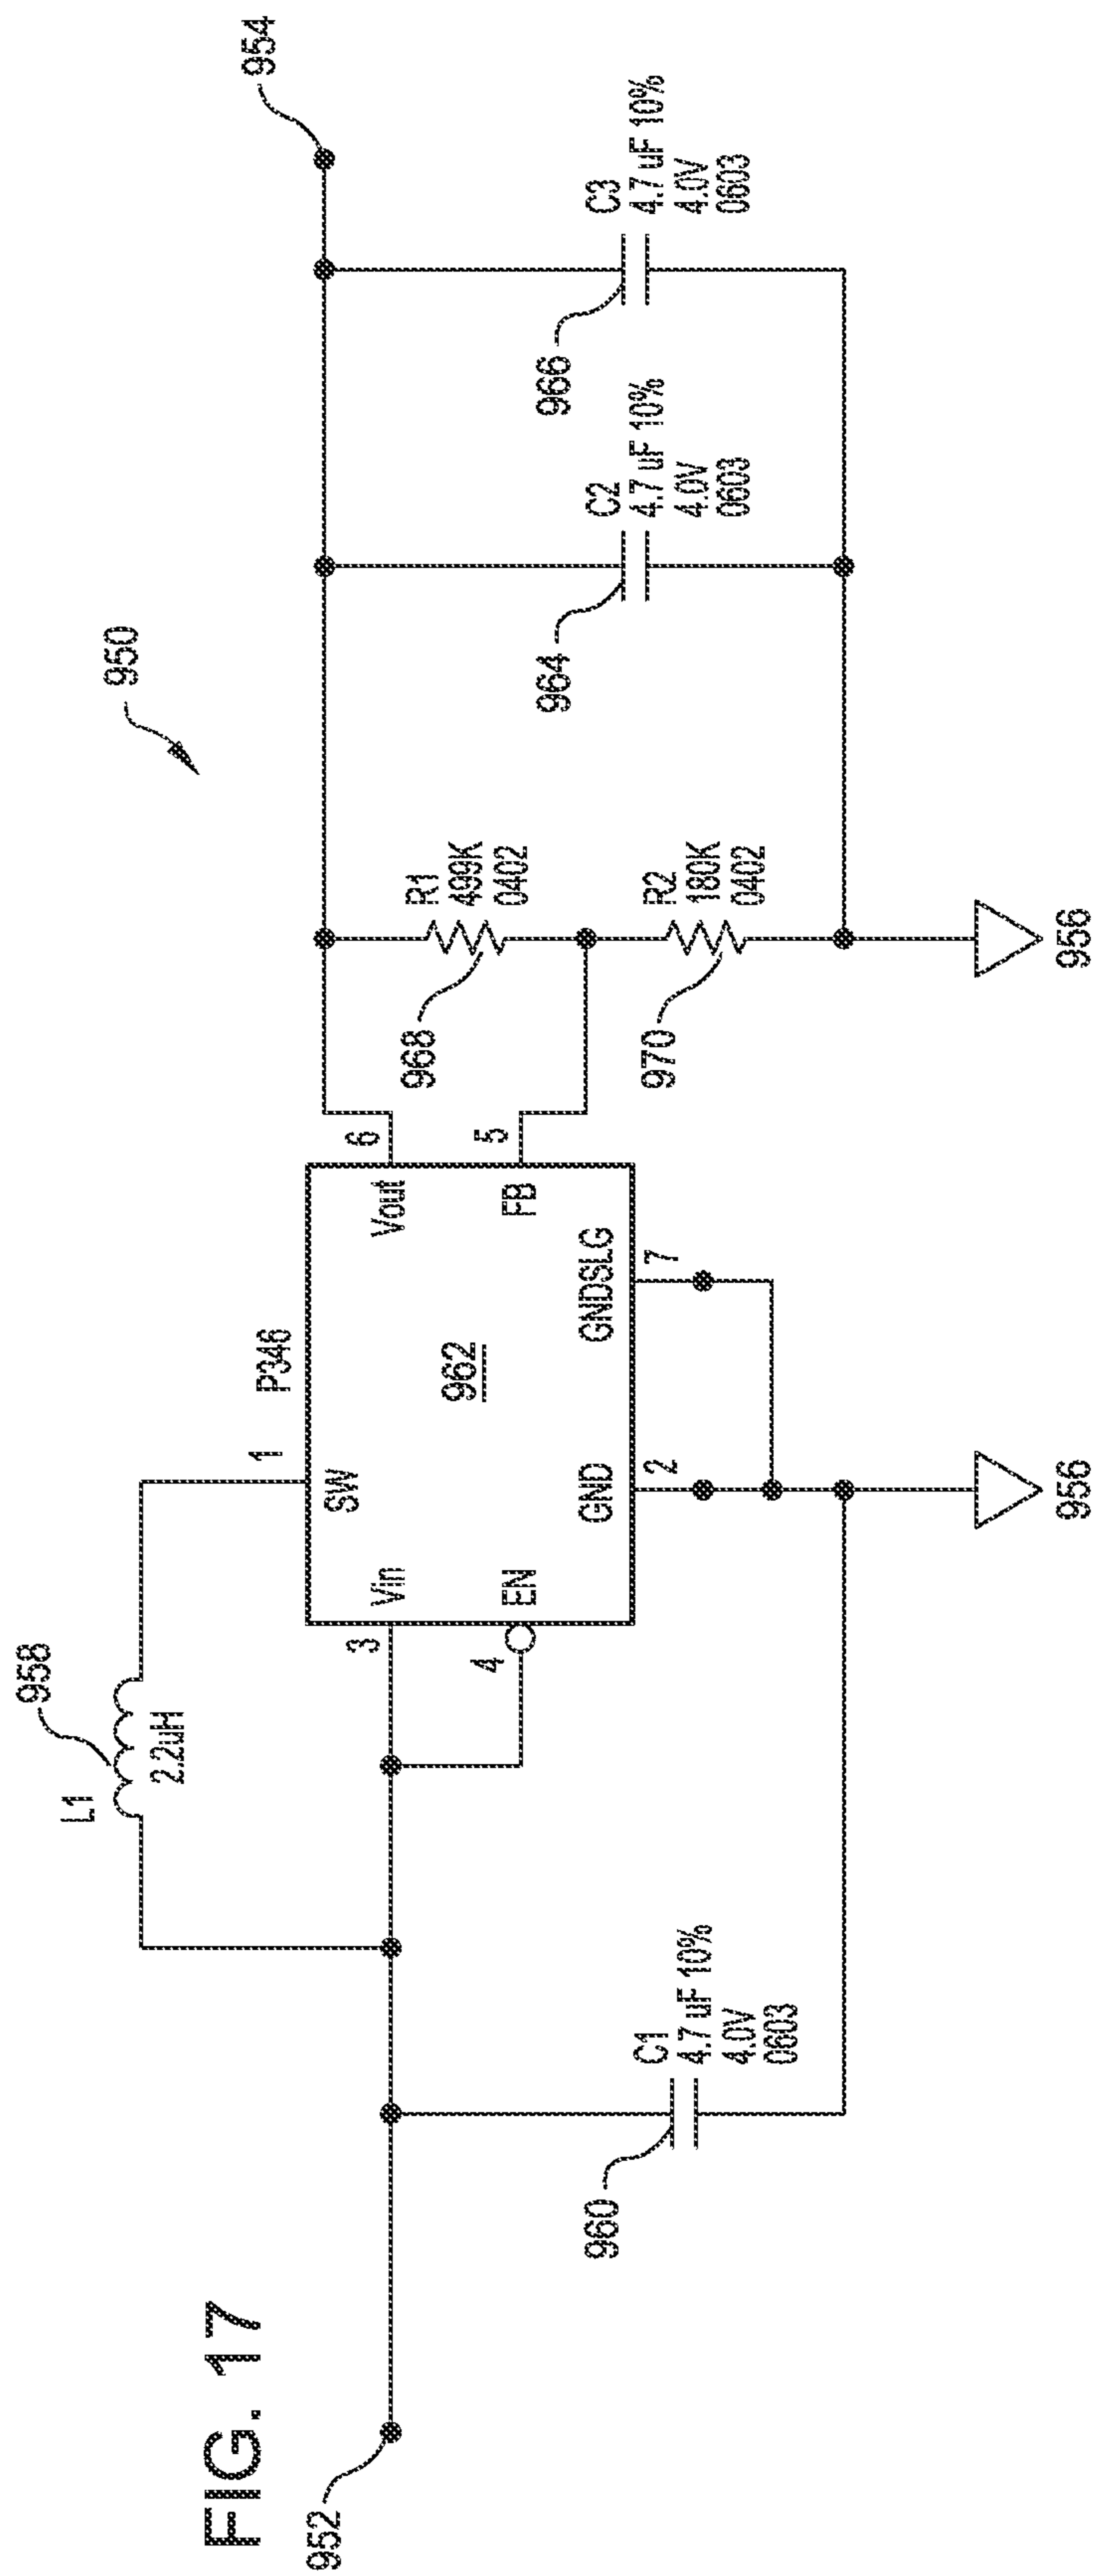 FIG. 17
950
952
954
L1
958
2.2uH
P346
1
SW
3
Vin
4
EN
962
Vout
6
FB
5
GND
2
GNDSLG
7
960
C1
4.7 uF 10%
4.0V
0603
968
R1
499K
0402
970
R2
180K
0402
964
C2
4.7 uF 10%
4.0V
0603
966
C3
4.7 uF 10%
4.0V
0603
956
956